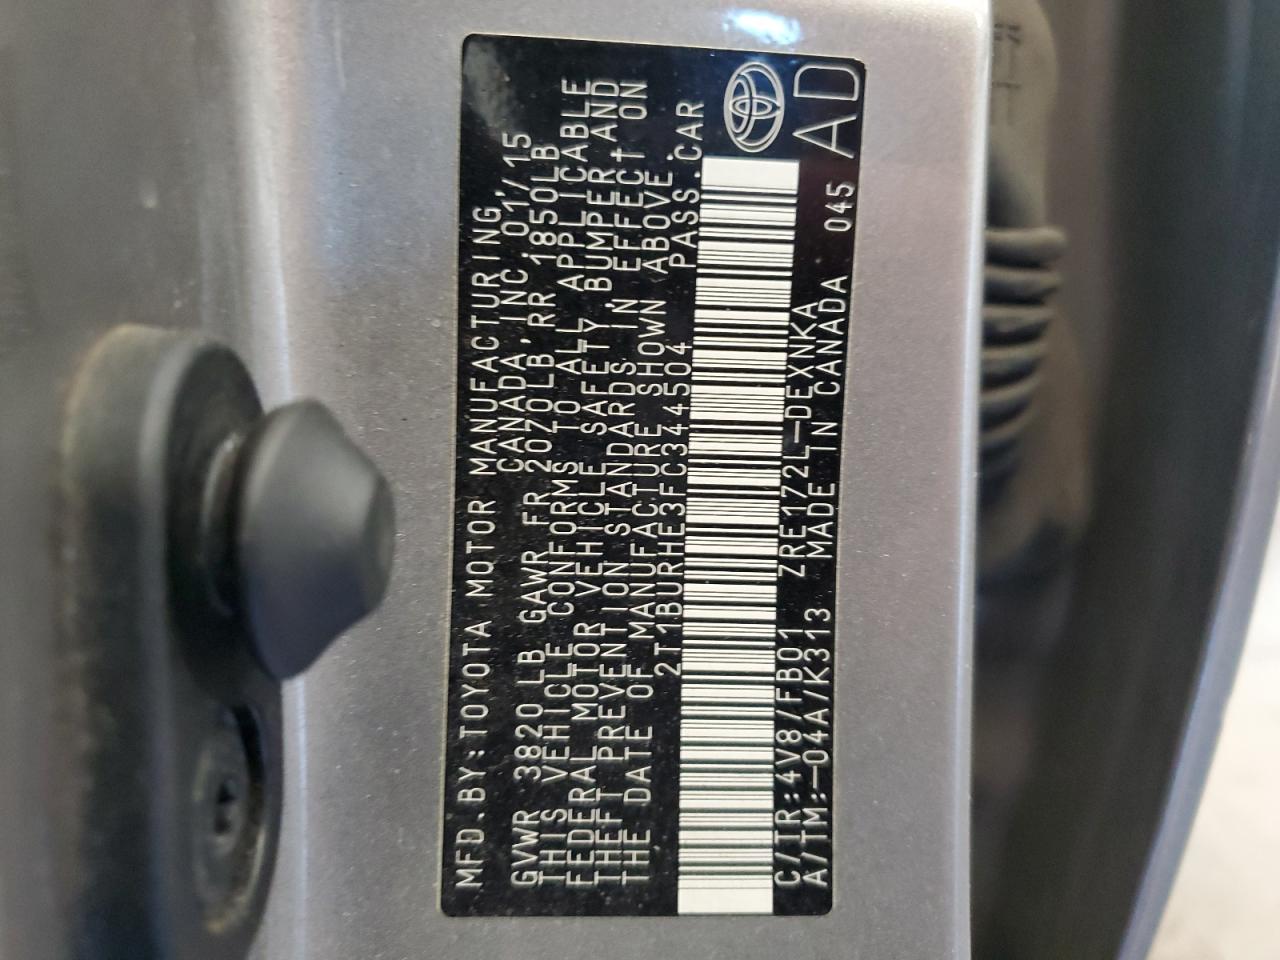 MFD.BY:TOYOTA MOTOR MANUFACTURING,
CANADA, INC. 01/15
GVWR 3820 LB GAWR FR 2070LB, RR 1850LB
THIS VEHICLE CONFORMS TO ALL APPLICABLE
FEDERAL MOTOR VEHICLE SAFETY, BUMPER, AND
THEFT PREVENTION STANDARDS IN EFFECT ON
THE DATE OF MANUFACTURE SHOWN ABOVE.
2T1BURHE3FC344504 PASS.CAR
C/TR:4V8/FB01 ZRE172L-DEXNKA 045
A/TM:-04A/K313 MADE IN CANADA
AD